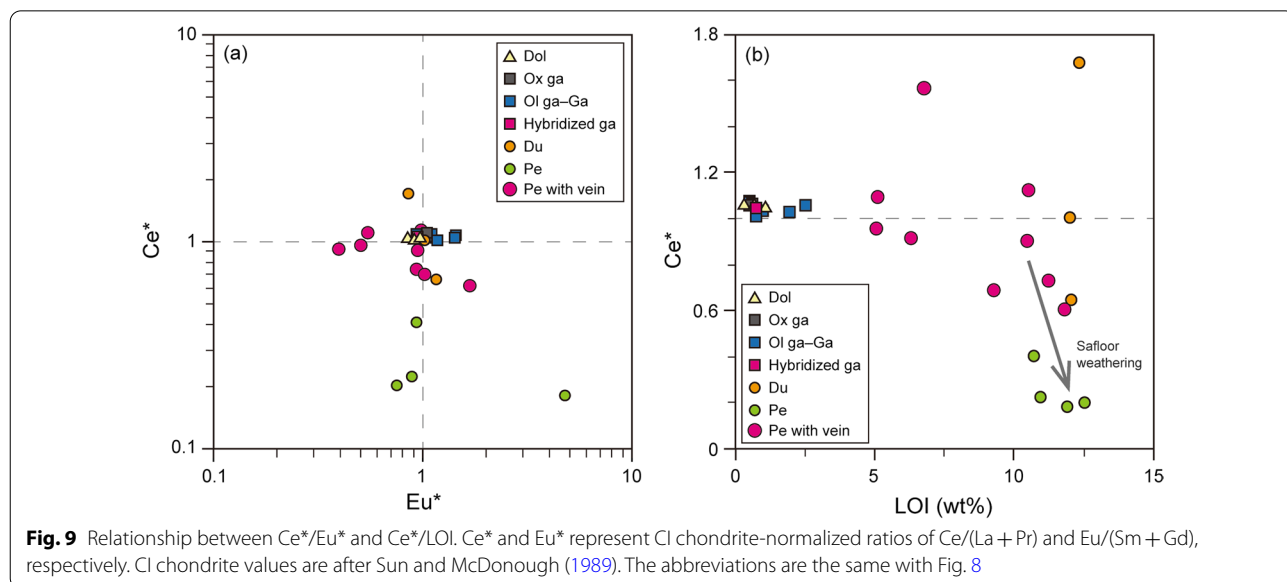 (a)
Dol
Ox ga
Ol ga–Ga
Hybridized ga
Du
Pe
Pe with vein
10
1
0.1
Ce*
0.1
1
10
Eu*
(b)
1.8
1.2
0.6
0
Ce*
Dol
Ox ga
Ol ga–Ga
Hybridized ga
Du
Pe
Pe with vein
Safloor
weathering
0
5
10
15
LOI (wt%)
Fig. 9 Relationship between Ce*/Eu* and Ce*/LOI. Ce* and Eu* represent CI chondrite-normalized ratios of Ce/(La + Pr) and Eu/(Sm + Gd),
respectively. CI chondrite values are after Sun and McDonough (1989). The abbreviations are the same with Fig. 8